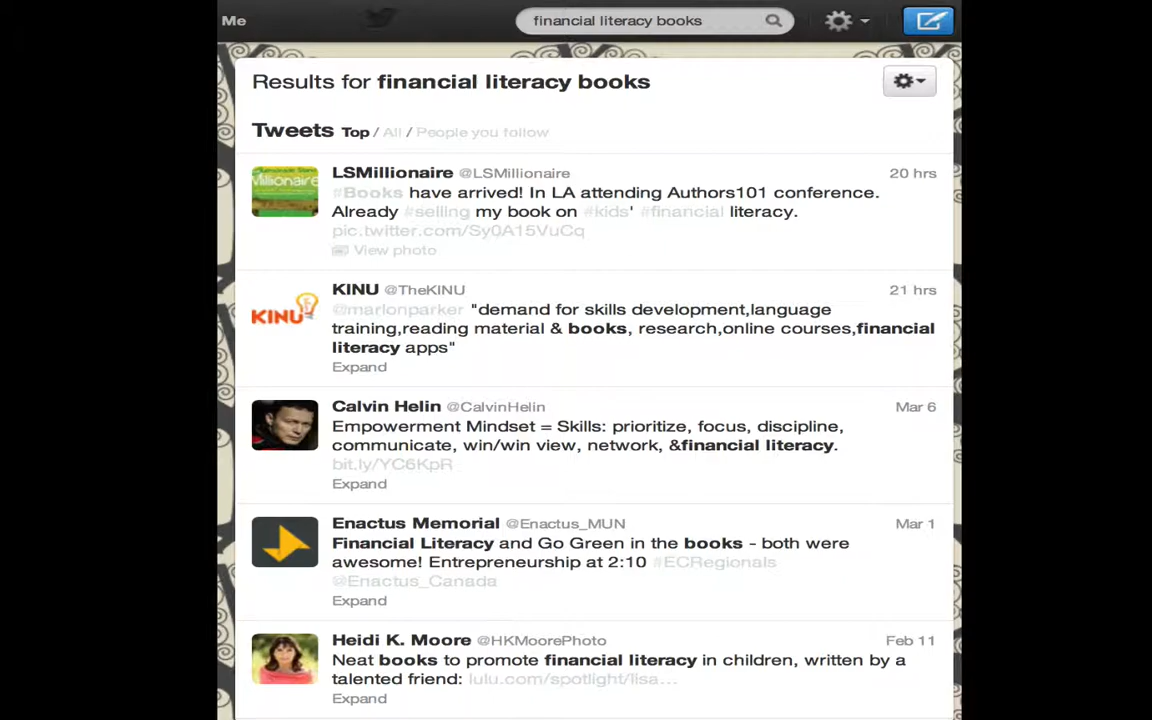 Me
financial literacy books
Results for financial literacy books
Tweets Top / All / People you follow
LSMillionaire @LSMillionaire 20 hrs
#Books have arrived! In LA attending Authors101 conference.
Already #selling my book on #kids' #financial literacy.
pic.twitter.com/Sy0A15VuCq
View photo
KINU @TheKINU 21 hrs
@marlonparker "demand for skills development,language
training,reading material & books, research,online courses,financial
literacy apps"
Expand
KINU
Calvin Helin @CalvinHelin Mar 6
Empowerment Mindset = Skills: prioritize, focus, discipline,
communicate, win/win view, network, &financial literacy.
bit.ly/YC6KpR
Expand
Enactus Memorial @Enactus_MUN Mar 1
Financial Literacy and Go Green in the books - both were
awesome! Entrepreneurship at 2:10 #ECRegionals
@Enactus_Canada
Expand
Heidi K. Moore @HKMoorePhoto Feb 11
Neat books to promote financial literacy in children, written by a
talented friend: lulu.com/spotlight/lisa...
Expand